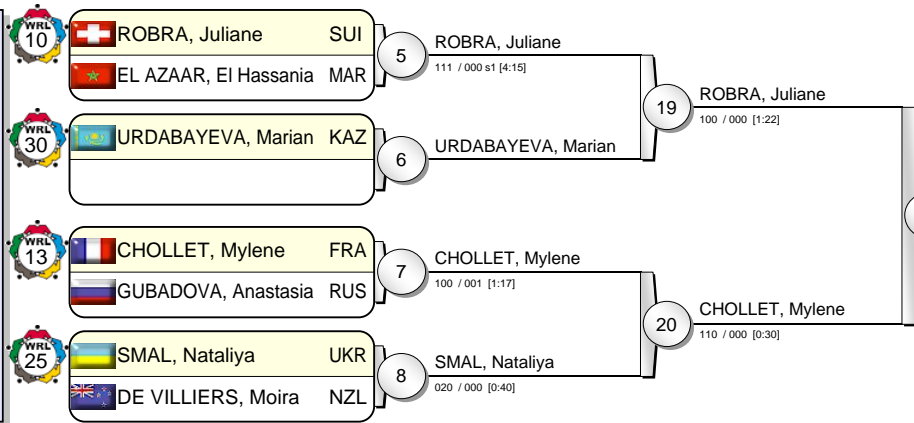 WRL 10 ROBRA, Juliane SUI
EL AZAAR, El Hassania MAR
5 ROBRA, Juliane
111 / 000 s1 [4:15]
WRL 30 URDABAYEVA, Marian KAZ
6 URDABAYEVA, Marian
19 ROBRA, Juliane
100 / 000 [1:22]
WRL 13 CHOLLET, Mylene FRA
GUBADOVA, Anastasia RUS
7 CHOLLET, Mylene
100 / 001 [1:17]
WRL 25 SMAL, Nataliya UKR
DE VILLIERS, Moira NZL
8 SMAL, Nataliya
020 / 000 [0:40]
20 CHOLLET, Mylene
110 / 000 [0:30]